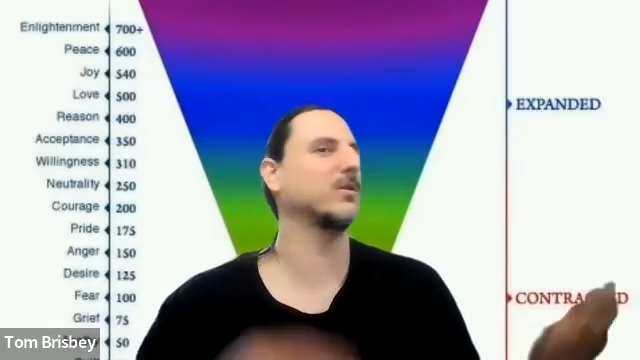 Enlightenment 700+
Peace 600
Joy 540
Love 500
Reason 400
Acceptance 350
Willingness 310
Neutrality 250
Courage 200
Pride 175
Anger 150
Desire 125
Fear 100
Grief 75
50
EXPANDED
Tom Brisbey